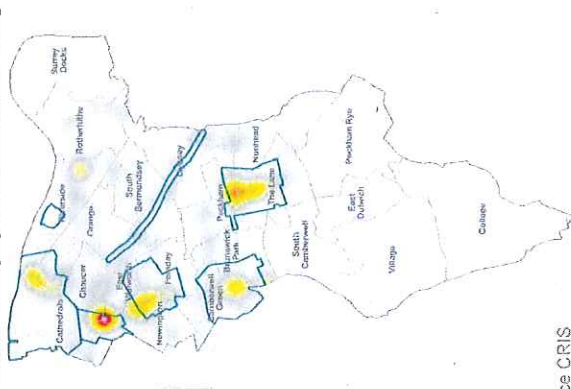 Surrey
Docks
Rotherhithe
Riverside
Cathedrals
Grange
Chaucer
South
Bermondsey
East
Walworth
Livesey
Newington
Faraday
Peckham
Nunhead
The Lane
Camberwell
Green
Brunswick
Park
Peckham Rye
South
Camberwell
East
Dulwich
Village
College
ce CRIS